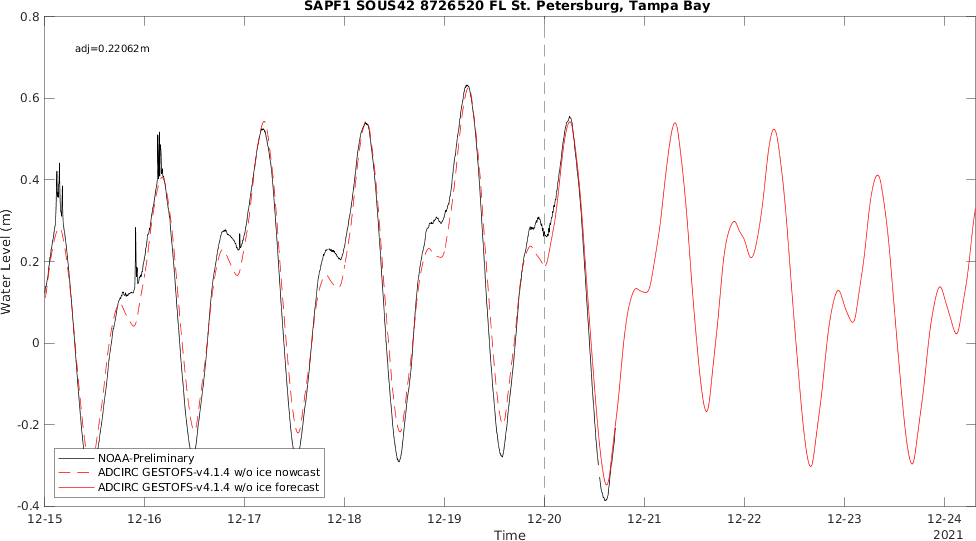 SAPF1 SOUS42 8726520 FL St. Petersburg, Tampa Bay
0.8
adj=0.22062m
0.6
0.4
0.2
0
-0.2
-0.4
Water Level (m)
NOAA-Preliminary
ADCIRC GESTOFS-v4.1.4 w/o ice nowcast
ADCIRC GESTOFS-v4.1.4 w/o ice forecast
12-15 12-16 12-17 12-18 12-19 12-20 12-21 12-22 12-23 12-24
Time
2021